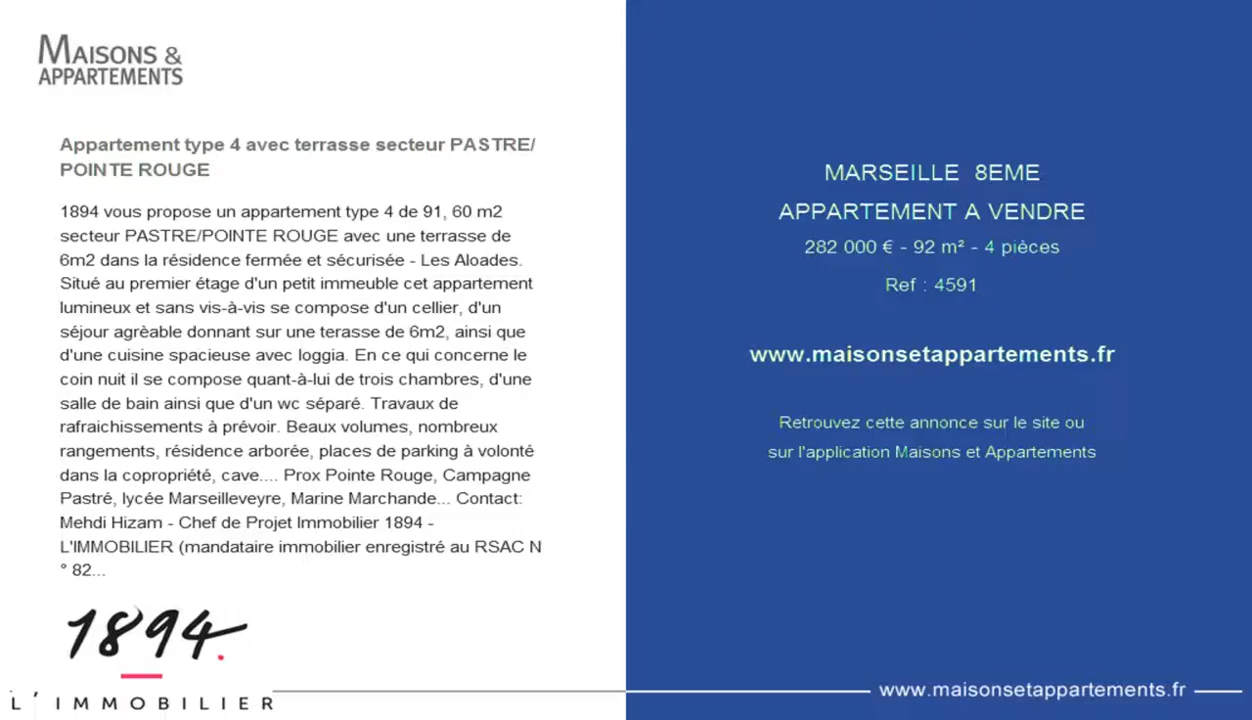 MAISONS &
APPARTEMENTS
Appartement type 4 avec terrasse secteur PASTRE/
POINTE ROUGE
1894 vous propose un appartement type 4 de 91, 60 m2
secteur PASTRE/POINTE ROUGE avec une terrasse de
6m2 dans la résidence fermée et sécurisée - Les Aloades.
Situé au premier étage d'un petit immeuble cet appartement
lumineux et sans vis-à-vis se compose d'un cellier, d'un
séjour agrèable donnant sur une terasse de 6m2, ainsi que
d'une cuisine spacieuse avec loggia. En ce qui concerne le
coin nuit il se compose quant-à-lui de trois chambres, d'une
salle de bain ainsi que d'un wc séparé. Travaux de
rafraichissements à prévoir. Beaux volumes, nombreux
rangements, résidence arborée, places de parking à volonté
dans la copropriété, cave.... Prox Pointe Rouge, Campagne
Pastré, lycée Marseilleveyre, Marine Marchande... Contact:
Mehdi Hizam - Chef de Projet Immobilier 1894 -
L'IMMOBILIER (mandataire immobilier enregistré au RSAC N
° 82...
1894.
L'IMMOBILIER
MARSEILLE 8EME
APPARTEMENT A VENDRE
282 000 € - 92 m² - 4 pièces
Ref : 4591
www.maisonsetappartements.fr
Retrouvez cette annonce sur le site ou
sur l'application Maisons et Appartements
www.maisonsetappartements.fr